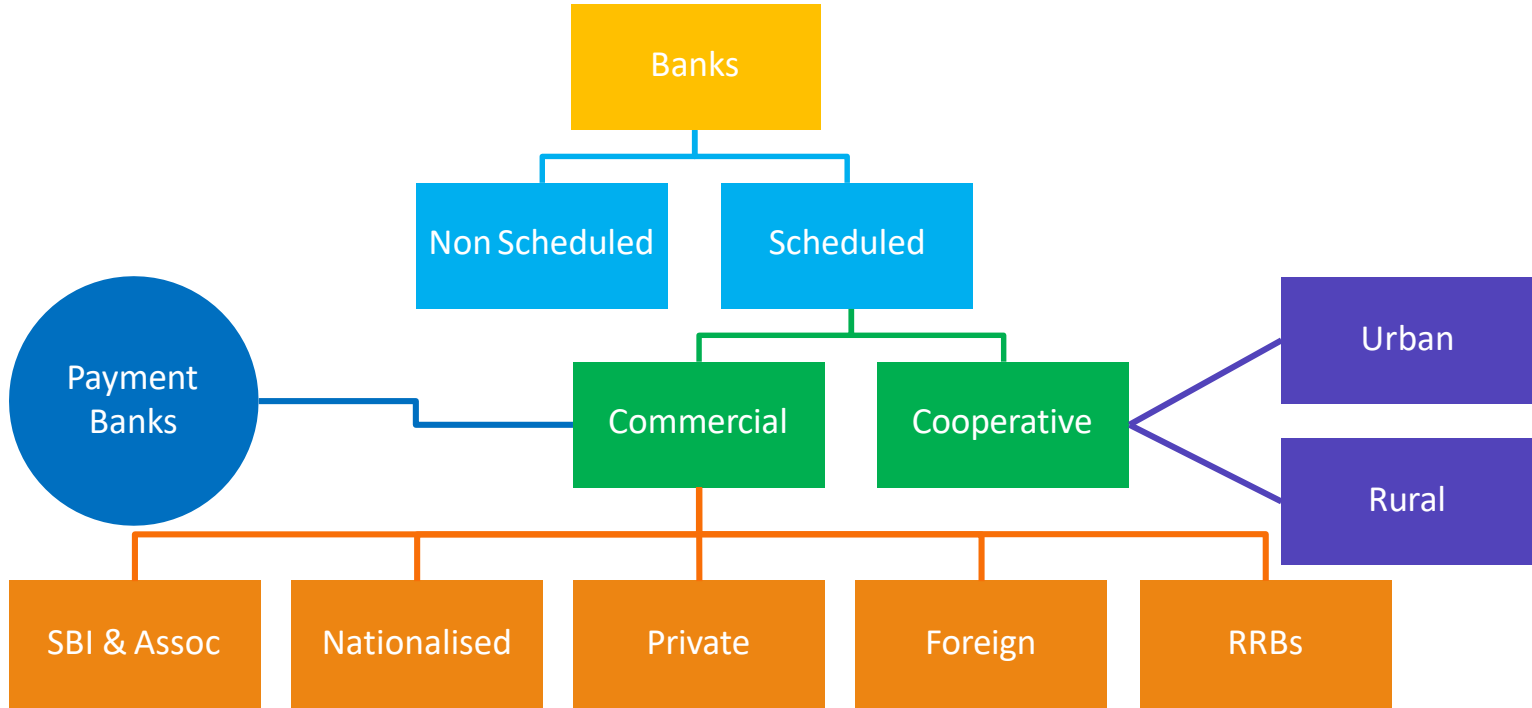 Banks
Non Scheduled
Scheduled
Payment
Banks
Commercial
Cooperative
Urban
Rural
SBI & Assoc
Nationalised
Private
Foreign
RRBs